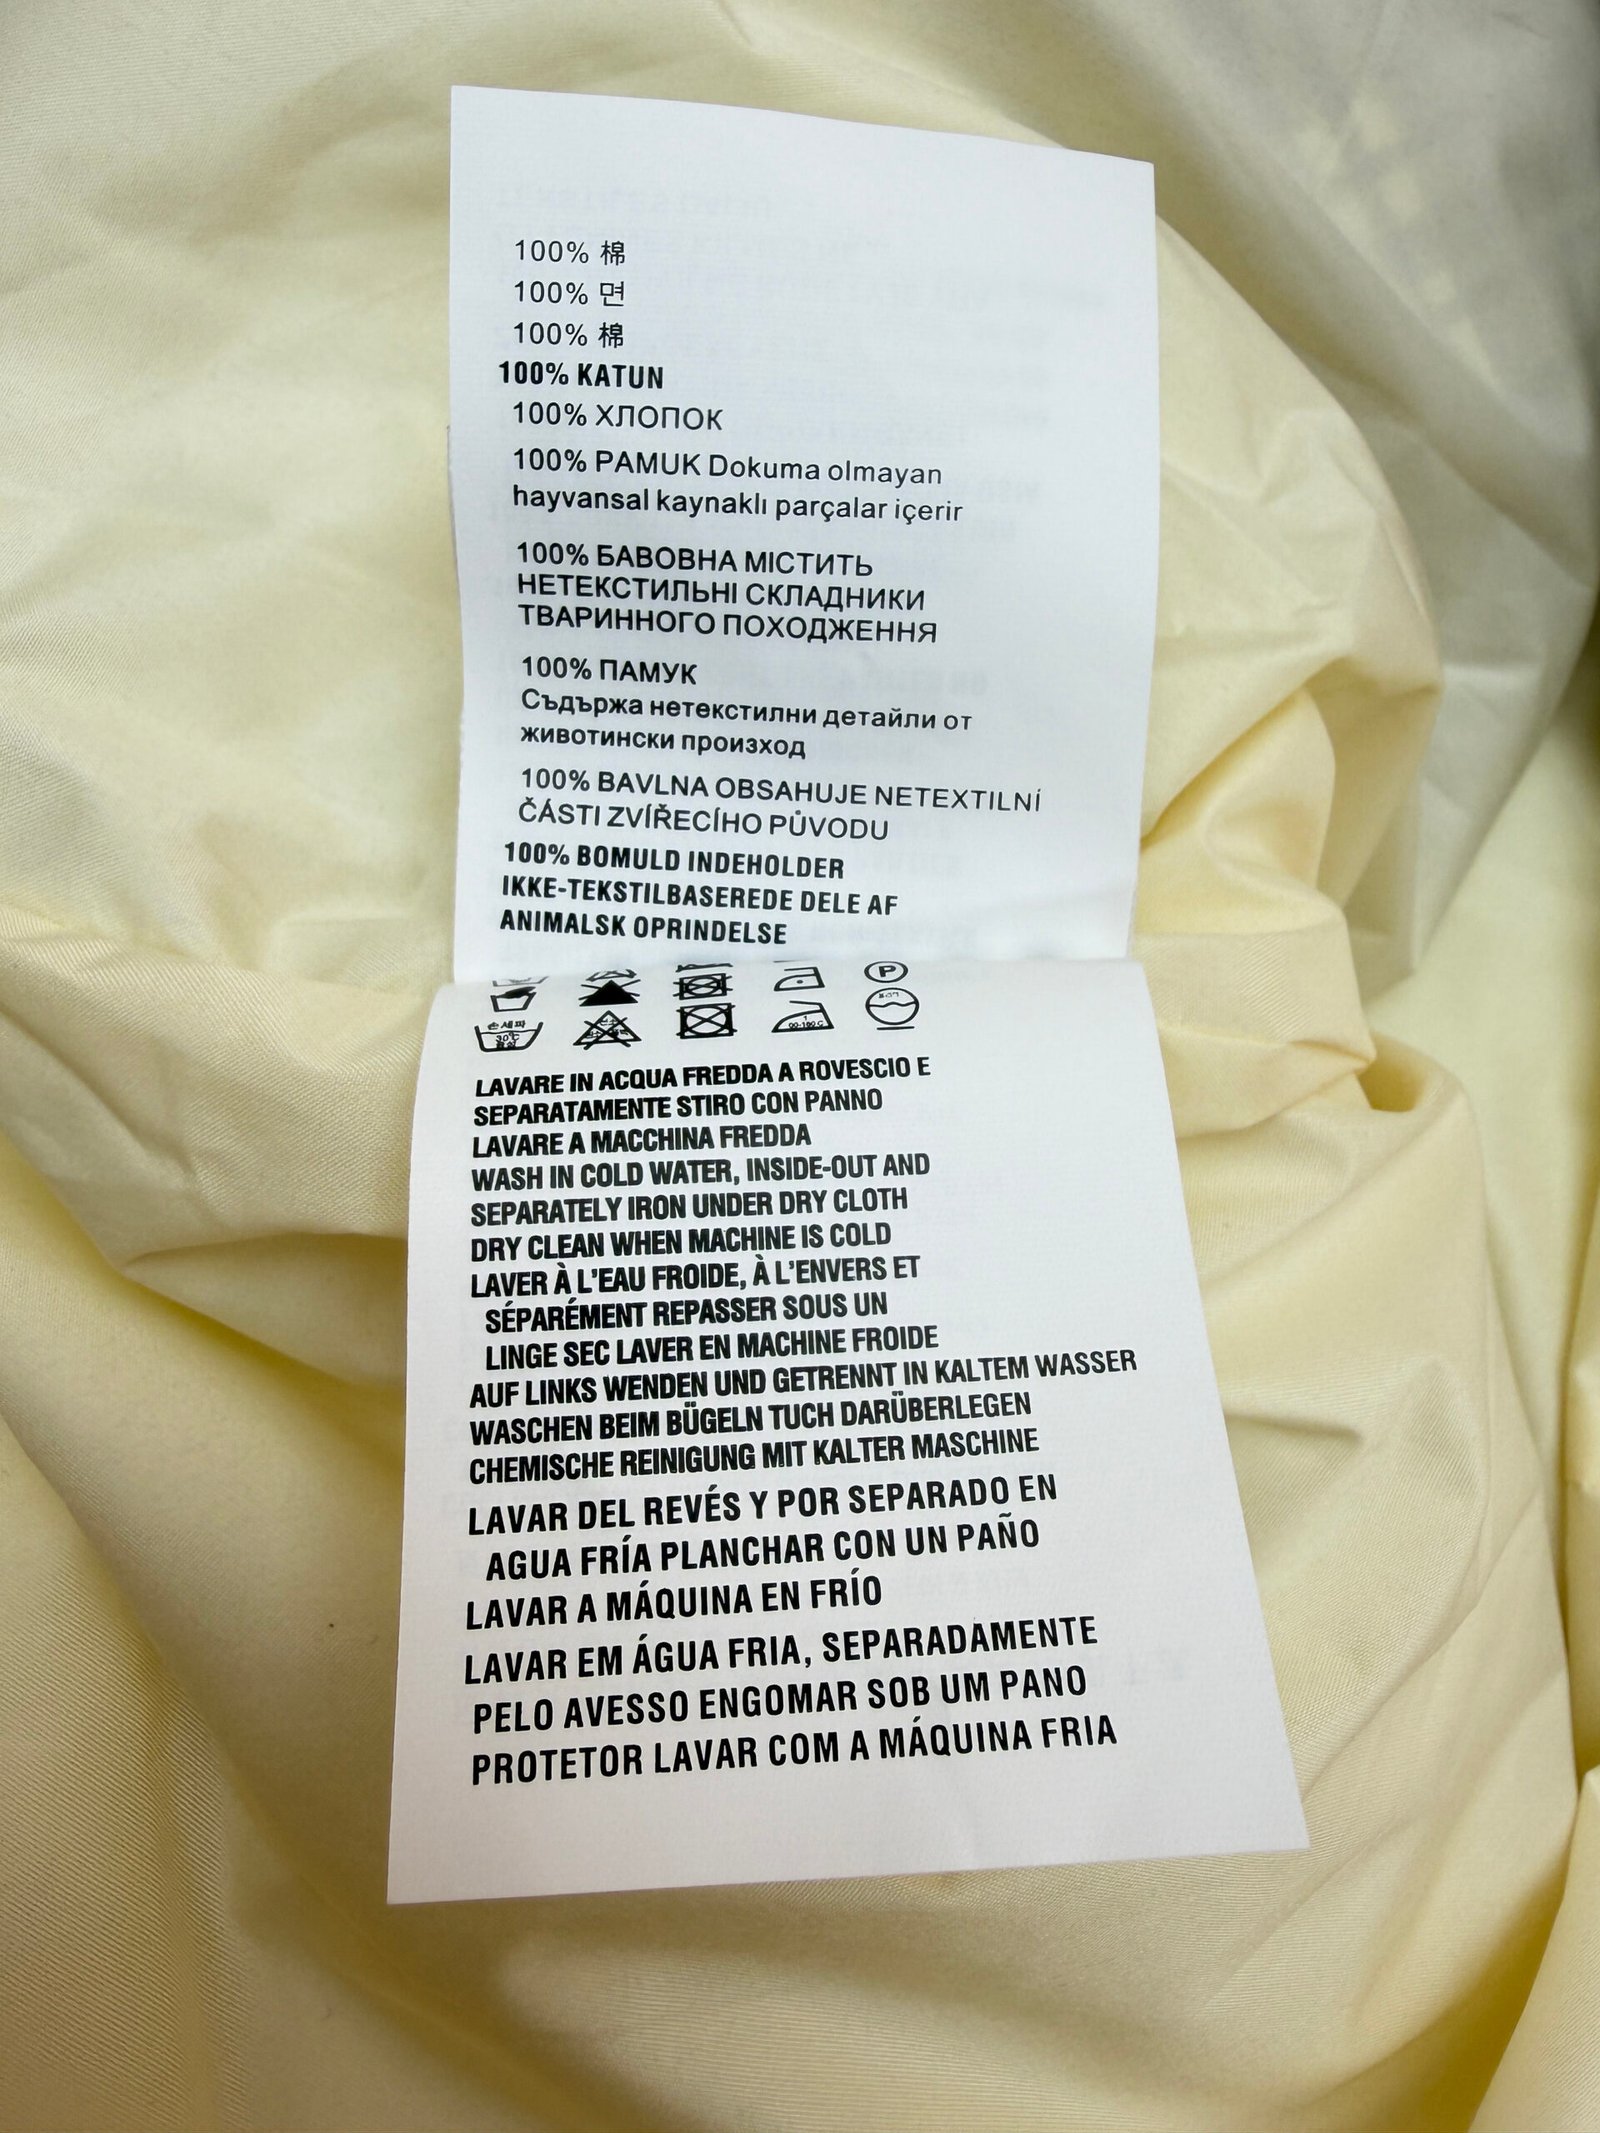 100% 棉
100% 면
100% 棉
100% KATUN
100% ХЛОПОК
100% PAMUK Dokuma olmayan
hayvansal kaynaklı parçalar içerir
100% БАВОВНА МІСТИТЬ
НЕТЕКСТИЛЬНІ СКЛАДНИКИ
ТВАРИННОГО ПОХОДЖЕННЯ
100% ПАМУК
Съдържа нетекстилни детайли от
животински произход
100% BAVLNA OBSAHUJE NETEXTILNÍ
ČÁSTI ZVÍŘECÍHO PŮVODU
100% BOMULD INDEHOLDER
IKKE-TEKSTILBASEREDE DELE AF
ANIMALSK OPRINDELSE
P
손세탁
30℃
LAVARE IN ACQUA FREDDA A ROVESCIO E
SEPARATAMENTE STIRO CON PANNO
LAVARE A MACCHINA FREDDA
WASH IN COLD WATER, INSIDE-OUT AND
SEPARATELY IRON UNDER DRY CLOTH
DRY CLEAN WHEN MACHINE IS COLD
LAVER À L'EAU FROIDE, À L'ENVERS ET
SÉPARÉMENT REPASSER SOUS UN
LINGE SEC LAVER EN MACHINE FROIDE
AUF LINKS WENDEN UND GETRENNT IN KALTEM WASSER
WASCHEN BEIM BÜGELN TUCH DARÜBERLEGEN
CHEMISCHE REINIGUNG MIT KALTER MASCHINE
LAVAR DEL REVÉS Y POR SEPARADO EN
AGUA FRÍA PLANCHAR CON UN PAÑO
LAVAR A MÁQUINA EN FRÍO
LAVAR EM ÁGUA FRIA, SEPARADAMENTE
PELO AVESSO ENGOMAR SOB UM PANO
PROTETOR LAVAR COM A MÁQUINA FRIA